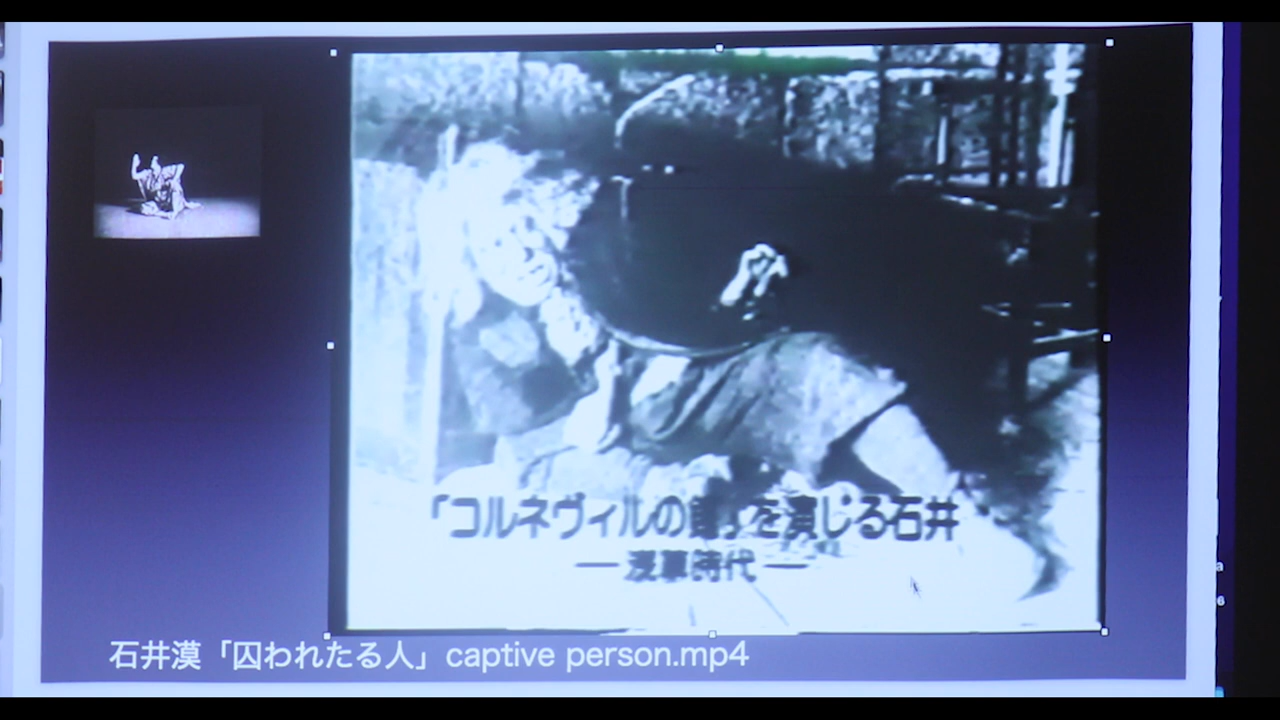 「コルネヴィルの鐘」を演じる石井
― 浅草時代 ―
石井漠「囚われたる人」captive person.mp4
a
6